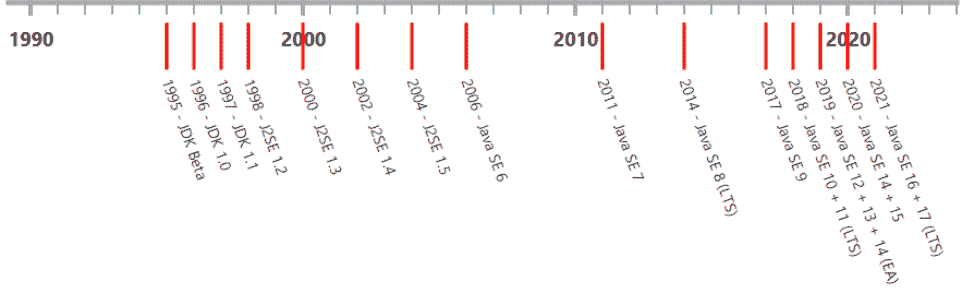 1990
2000
2010
2020
1995 - JDK Beta
1996 - JDK 1.0
1997 - JDK 1.1
1998 - J2SE 1.2
2000 - J2SE 1.3
2002 - J2SE 1.4
2004 - J2SE 1.5
2006 - Java SE 6
2011 - Java SE 7
2014 - Java SE 8 (LTS)
2017 - Java SE 9
2018 - Java SE 10 + 11 (LTS)
2019 - Java SE 12 + 13 + 14 (EA)
2020 - Java SE 14 + 15
2021 - Java SE 16 + 17 (LTS)